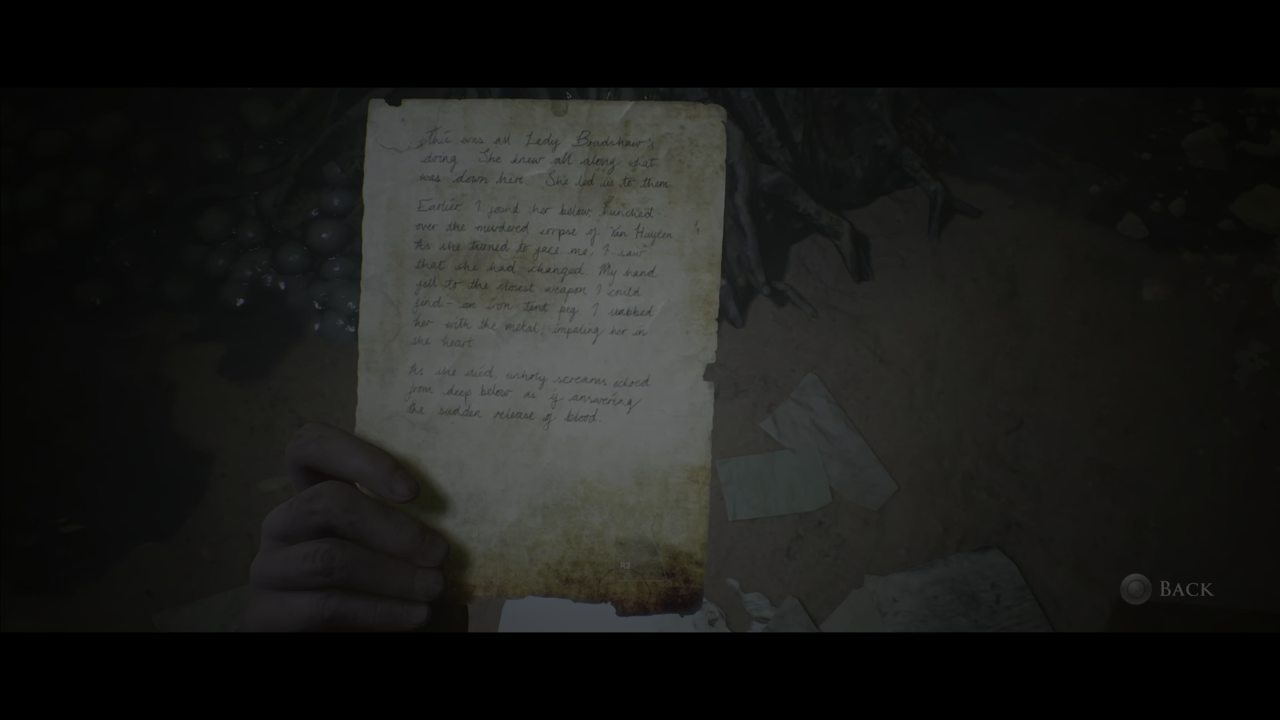 This was all Lady Bradshaw's
doing. She knew all along what
was down here. She led us to them.
Earlier I found her below hunched
over the murdered corpse of Van Huysen
As she turned to face me, I saw
that she had changed. My hand
fell to the closest weapon I could
find - an iron tent peg. I stabbed
her with the metal, impaling her in
the heart
As she died, unholy screams echoed
from deep below as if answering
the sudden release of blood.
BACK